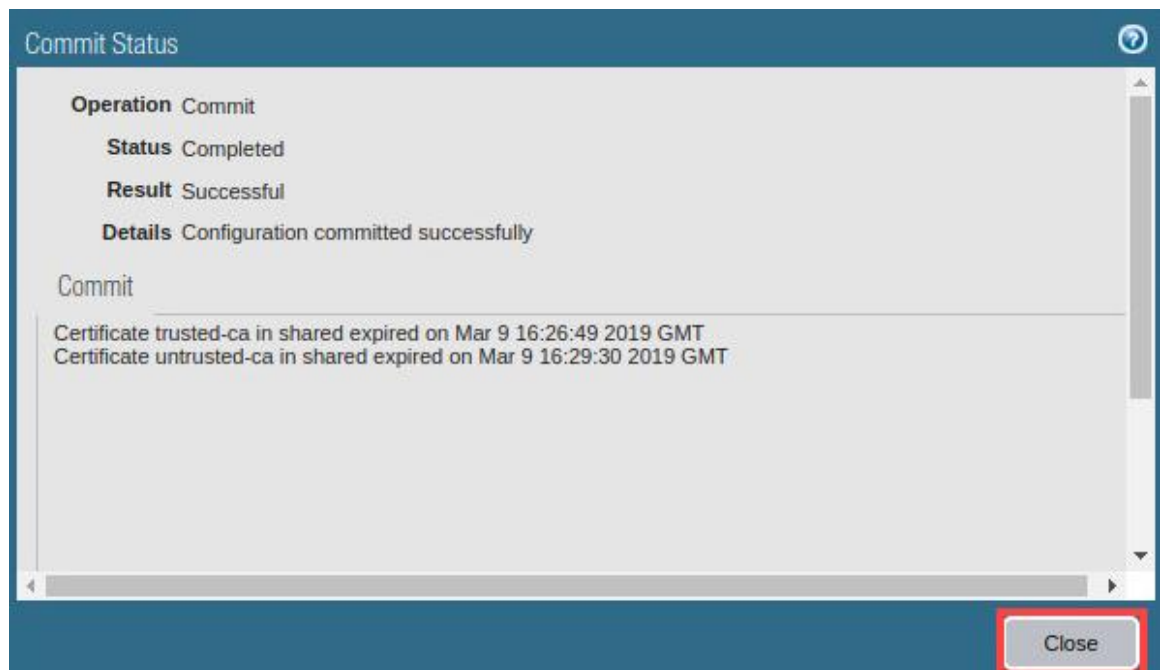 Commit Status
Operation Commit
Status Completed
Result Successful
Details Configuration committed successfully
Commit
Certificate trusted-ca in shared expired on Mar 9 16:26:49 2019 GMT
Certificate untrusted-ca in shared expired on Mar 9 16:29:30 2019 GMT
Close